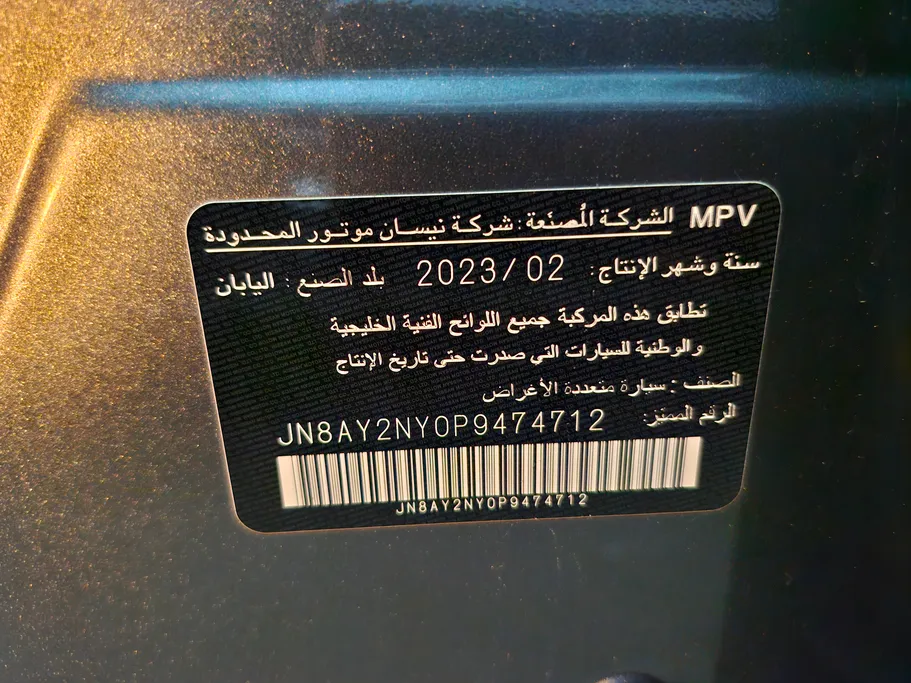 MPV الشركة المُصنّعة : شركة نيسان موتور المحدودة
سنة وشهر الإنتاج: 2023/02 بلد الصنع : اليابان
تطابق هذه المركبة جميع اللوائح الفنية الخليجية
والوطنية للسيارات التي صدرت حتى تاريخ الإنتاج
الصنف : سيارة متعددة الأغراض
الرقم المميز: JN8AY2NY0P9474712
JN8AY2NY0P9474712